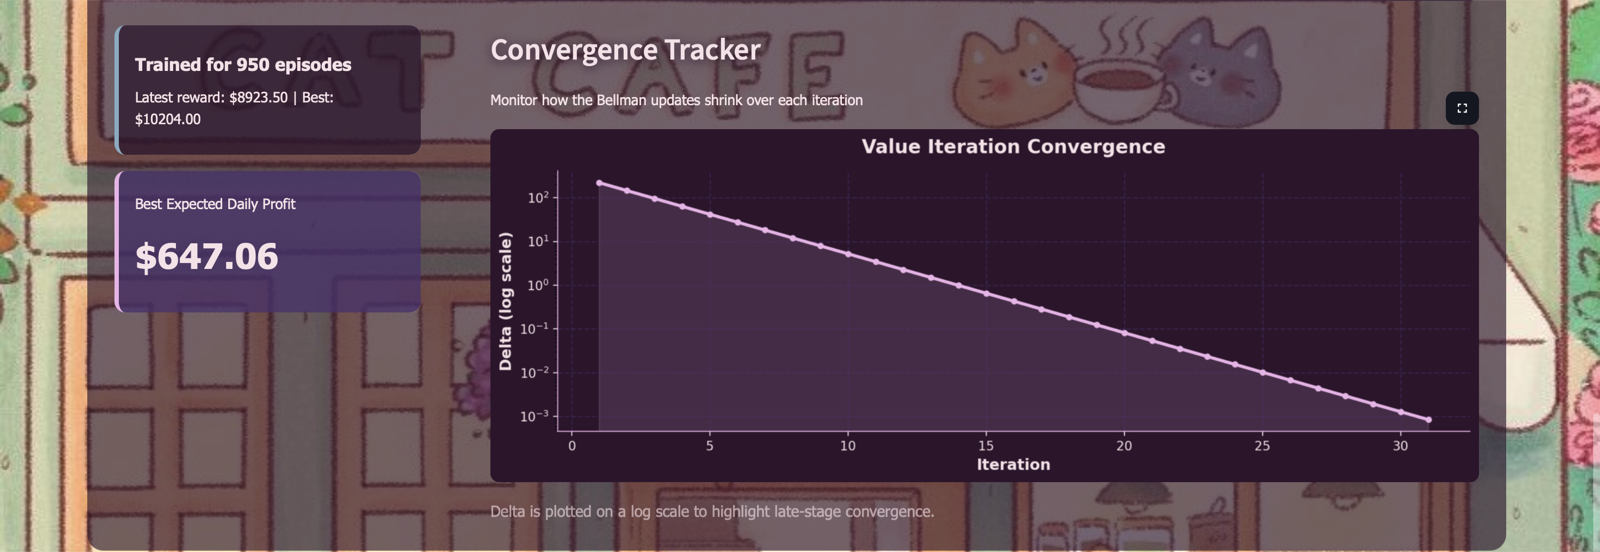 CAT CAFE
Trained for 950 episodes
Latest reward: $8923.50 | Best:
$10204.00
Best Expected Daily Profit
$647.06
Convergence Tracker
Monitor how the Bellman updates shrink over each iteration
Value Iteration Convergence
Delta (log scale)
10²
10¹
10⁰
10⁻¹
10⁻²
10⁻³
0 5 10 15 20 25 30
Iteration
Delta is plotted on a log scale to highlight late-stage convergence.